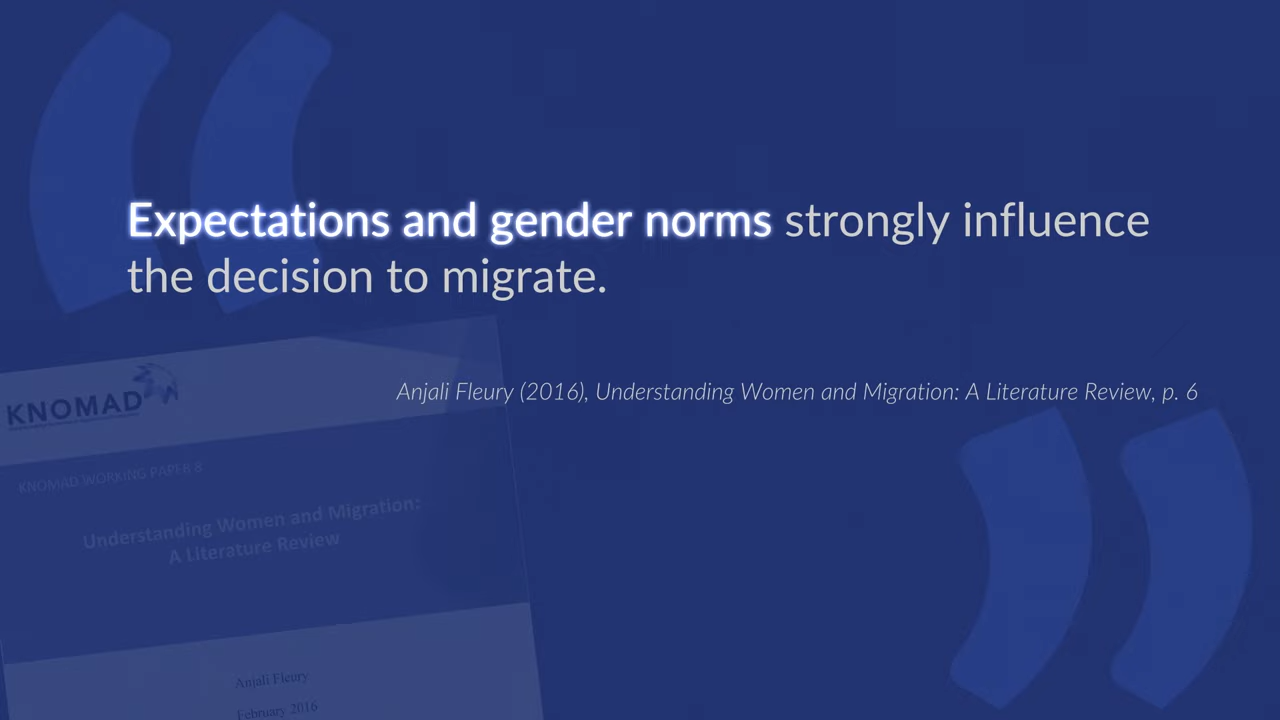 Expectations and gender norms strongly influence
the decision to migrate.
Anjali Fleury (2016), Understanding Women and Migration: A Literature Review, p. 6
KNOMAD
KNOMAD WORKING PAPER 8
Understanding Women and Migration:
A Literature Review
Anjali Fleury
February 2016